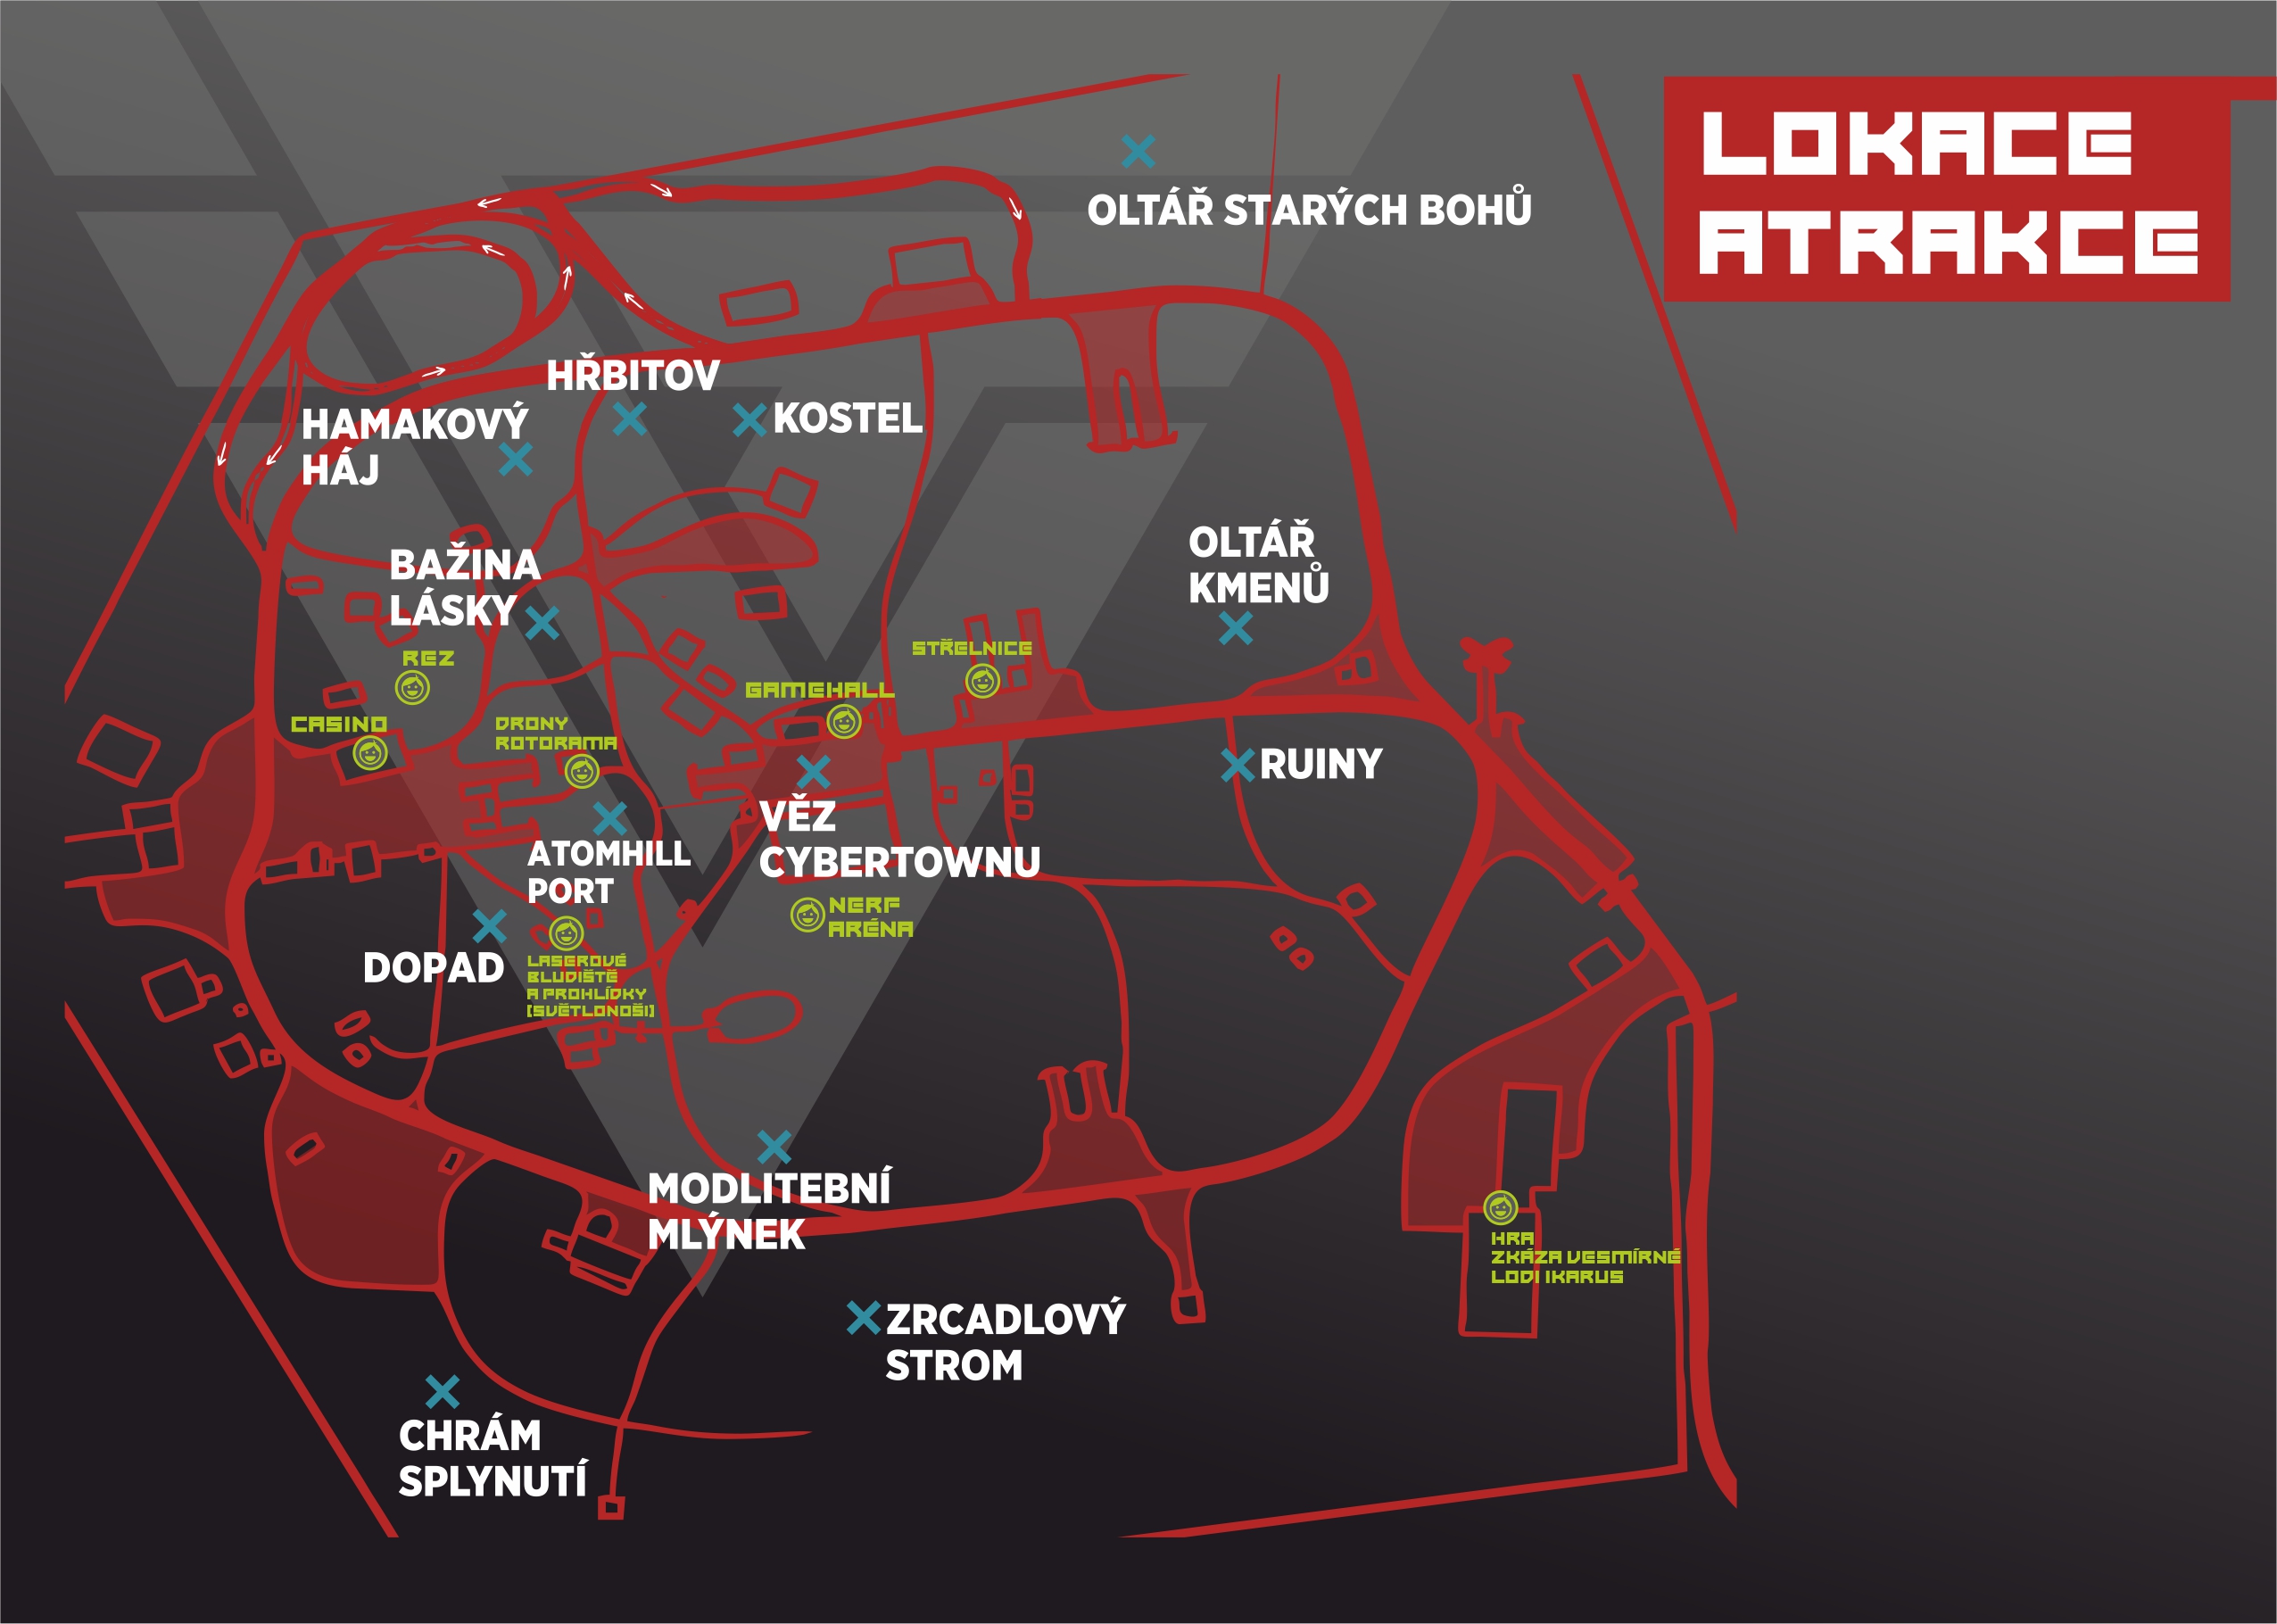 LOKACE
ATRAKCE
OLTÁŘ STARÝCH BOHŮ
HŘBITOV
KOSTEL
HAMAKOVÝ
HÁJ
OLTÁŘ
KMENŮ
BAŽINA
LÁSKY
REZ
STŘELNICE
GAMEHALL
CASINO
DRONY
ROTORAMA
RUINY
VĚZ
CYBERTOWNU
ATOMHILL
PORT
NERF
ARÉNA
DOPAD
LASEROVÉ
BLUDIŠTĚ
A PROHLÍDKY
(SVĚTLONOŠI)
MODLITEBNÍ
MLÝNEK
HRA
ZKÁZA VESMÍRNÉ
LODI IKARUS
ZRCADLOVÝ
STROM
CHRÁM
SPLYNUTÍ